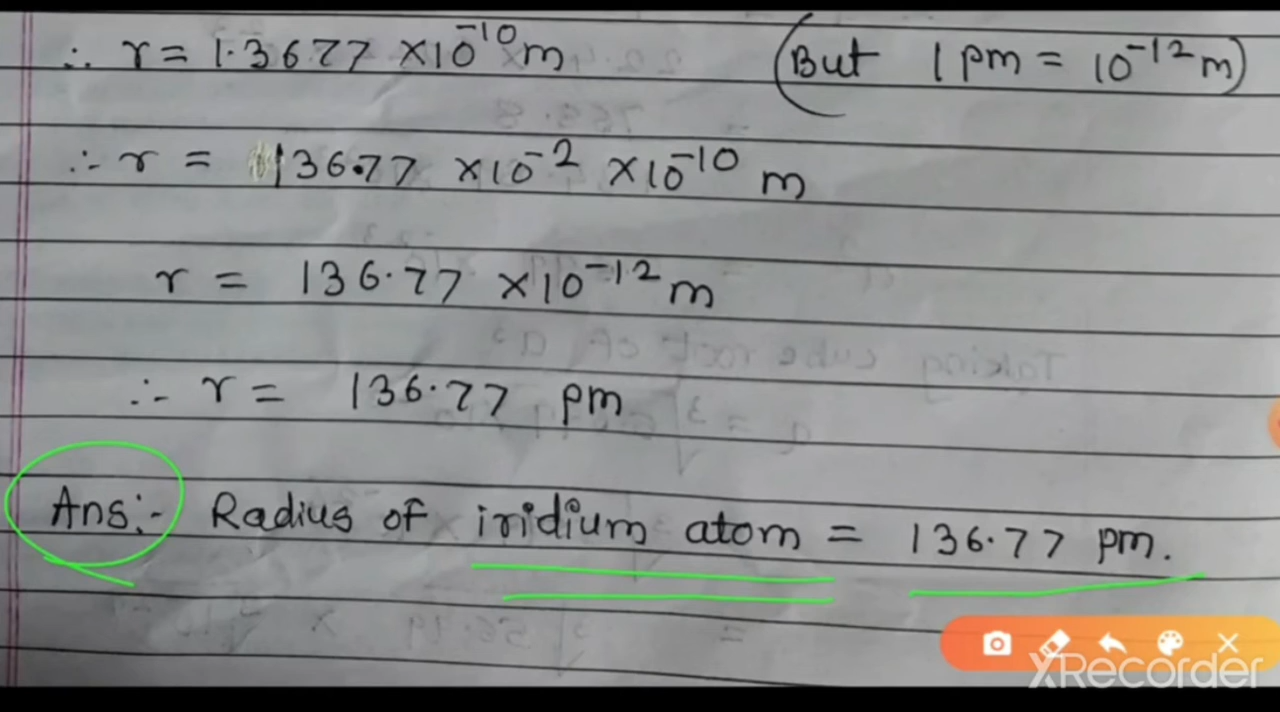 ∴ r = 1.3677 ×10⁻¹⁰ m (But 1 pm = 10⁻¹² m)
∴ r = 136.77 ×10⁻² ×10⁻¹⁰ m
r = 136.77 ×10⁻¹² m
∴ r = 136.77 pm
Ans:- Radius of iridium atom = 136.77 pm.
XRecorder